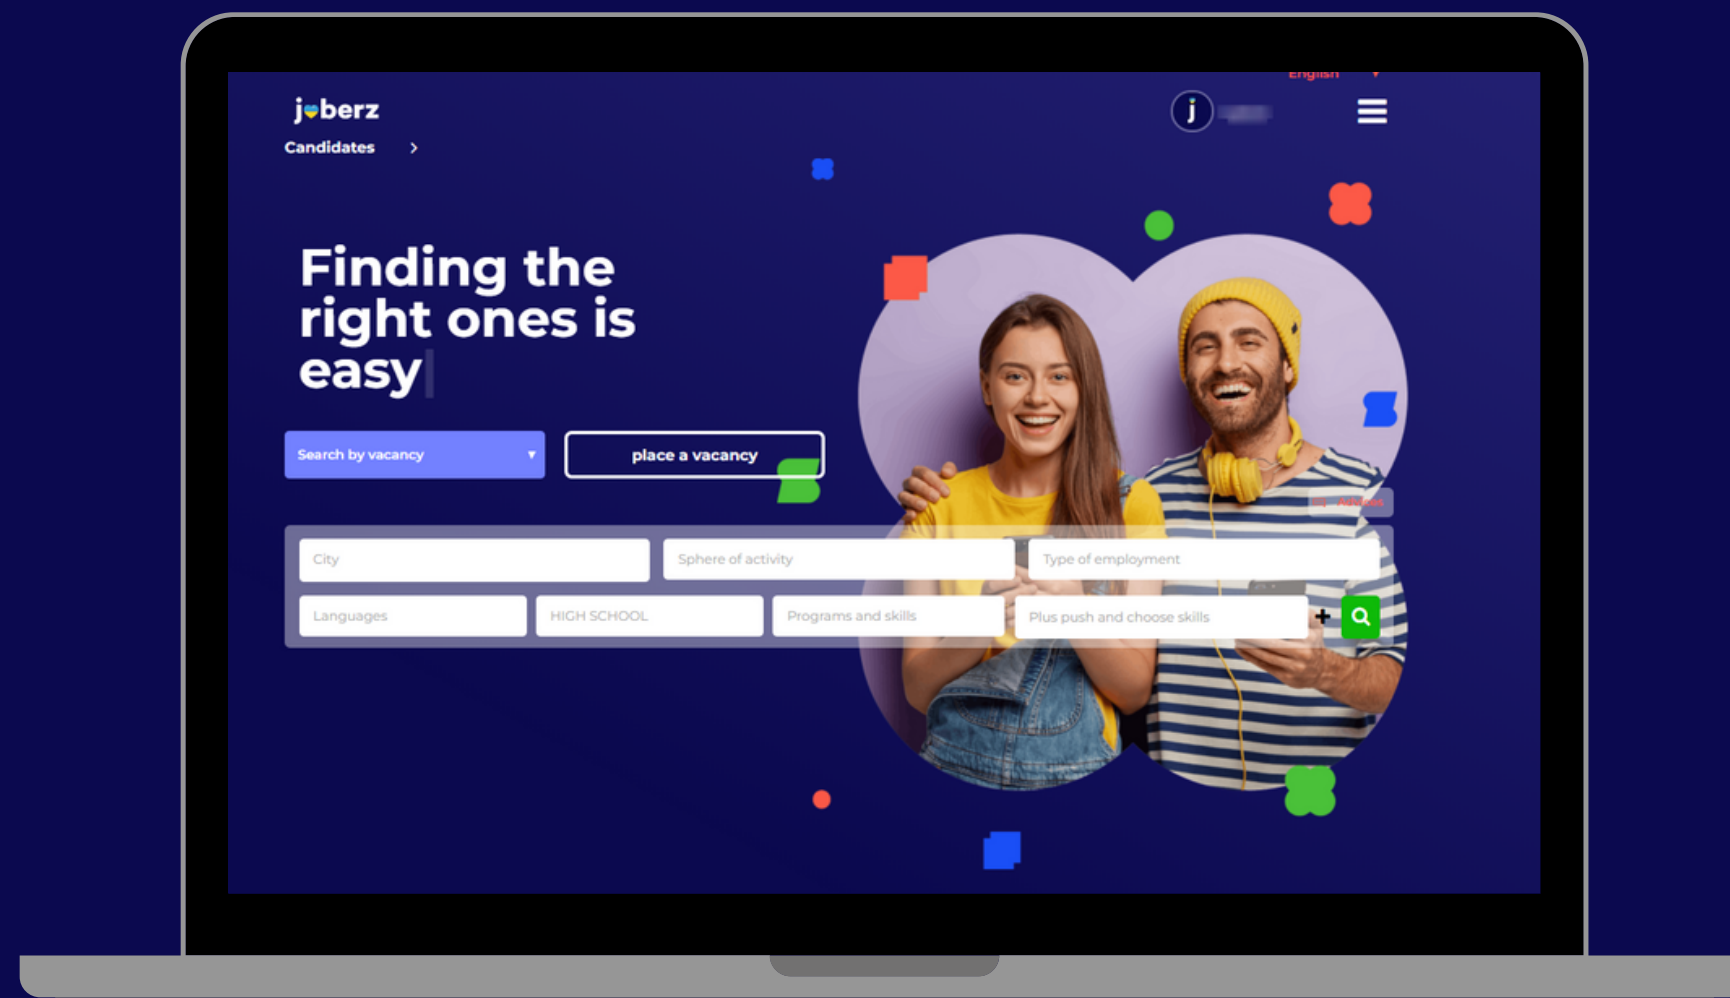 English
joberz
j
Candidates
Finding the
right ones is
easy
Search by vacancy
place a vacancy
City
Sphere of activity
Type of employment
Languages
HIGH SCHOOL
Programs and skills
Plus push and choose skills